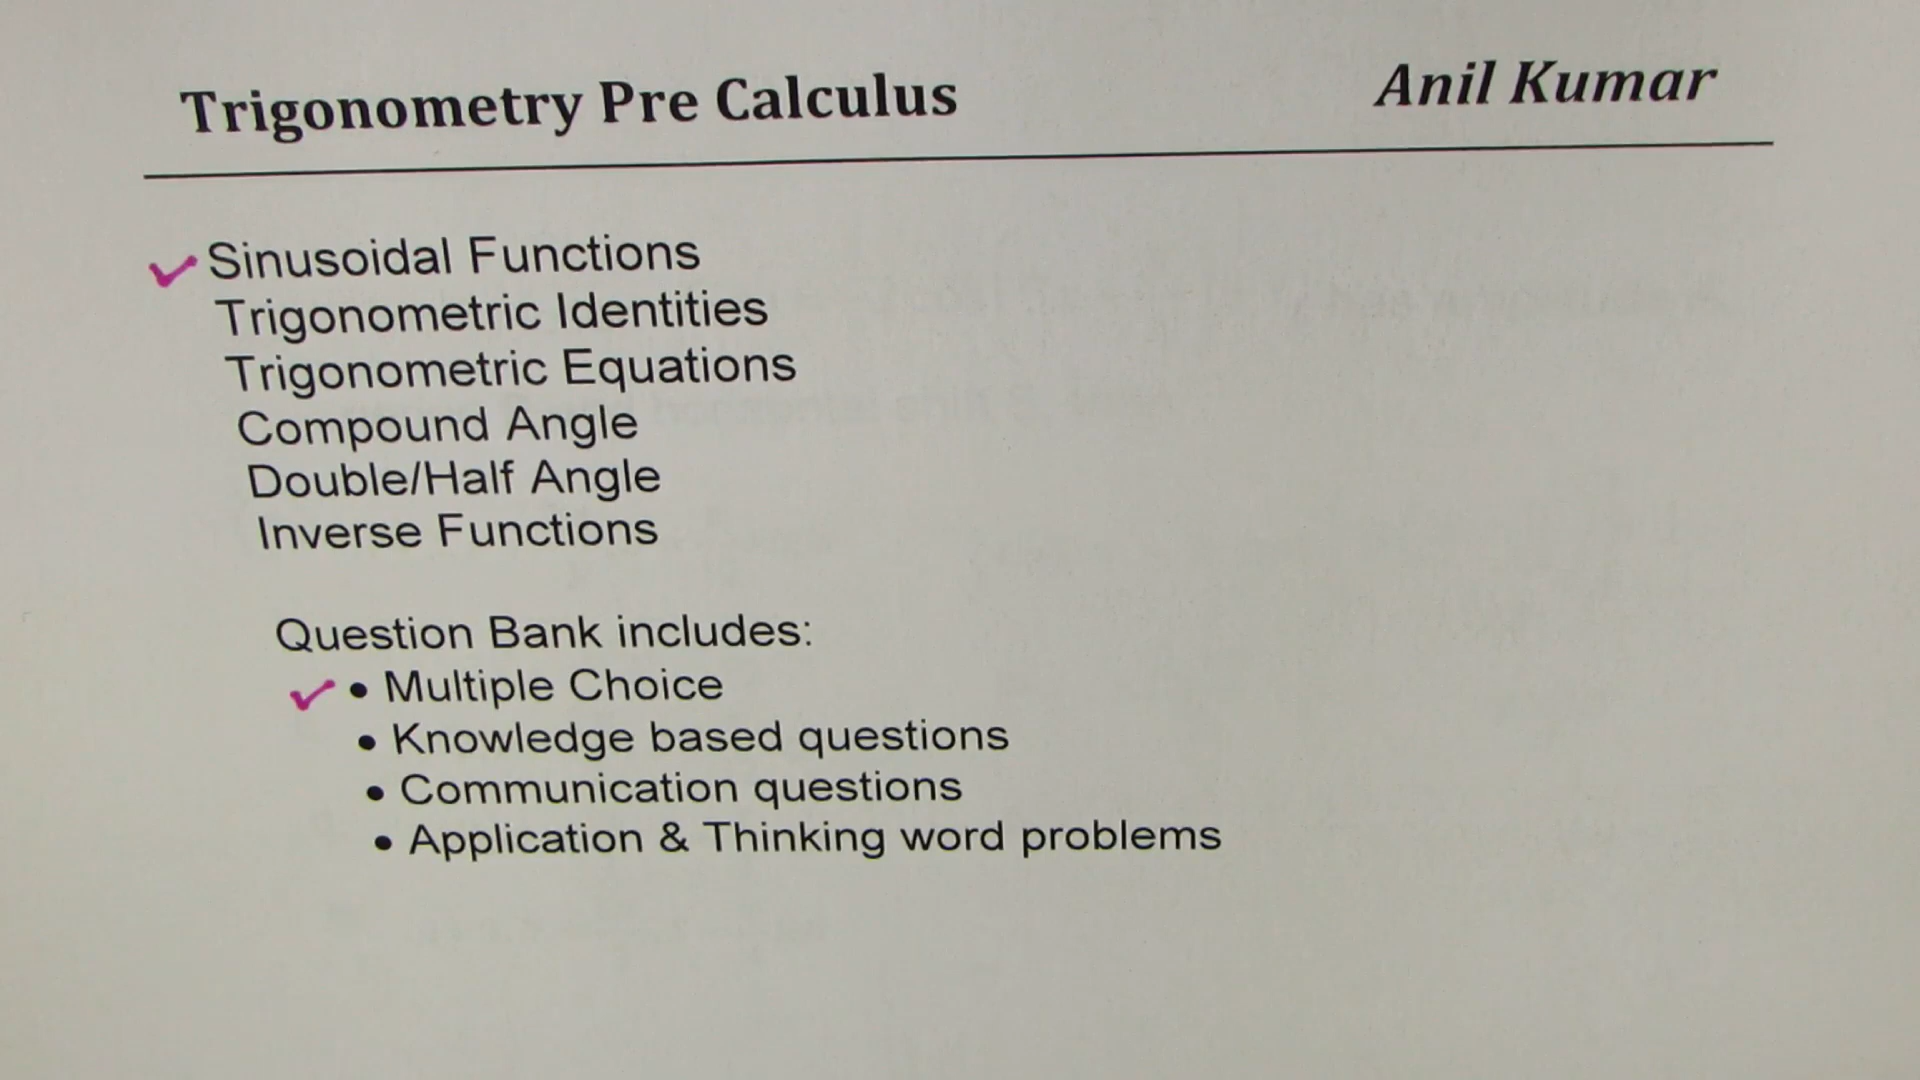 Trigonometry Pre Calculus Anil Kumar
✓ Sinusoidal Functions
Trigonometric Identities
Trigonometric Equations
Compound Angle
Double/Half Angle
Inverse Functions
Question Bank includes:
✓ • Multiple Choice
• Knowledge based questions
• Communication questions
• Application & Thinking word problems